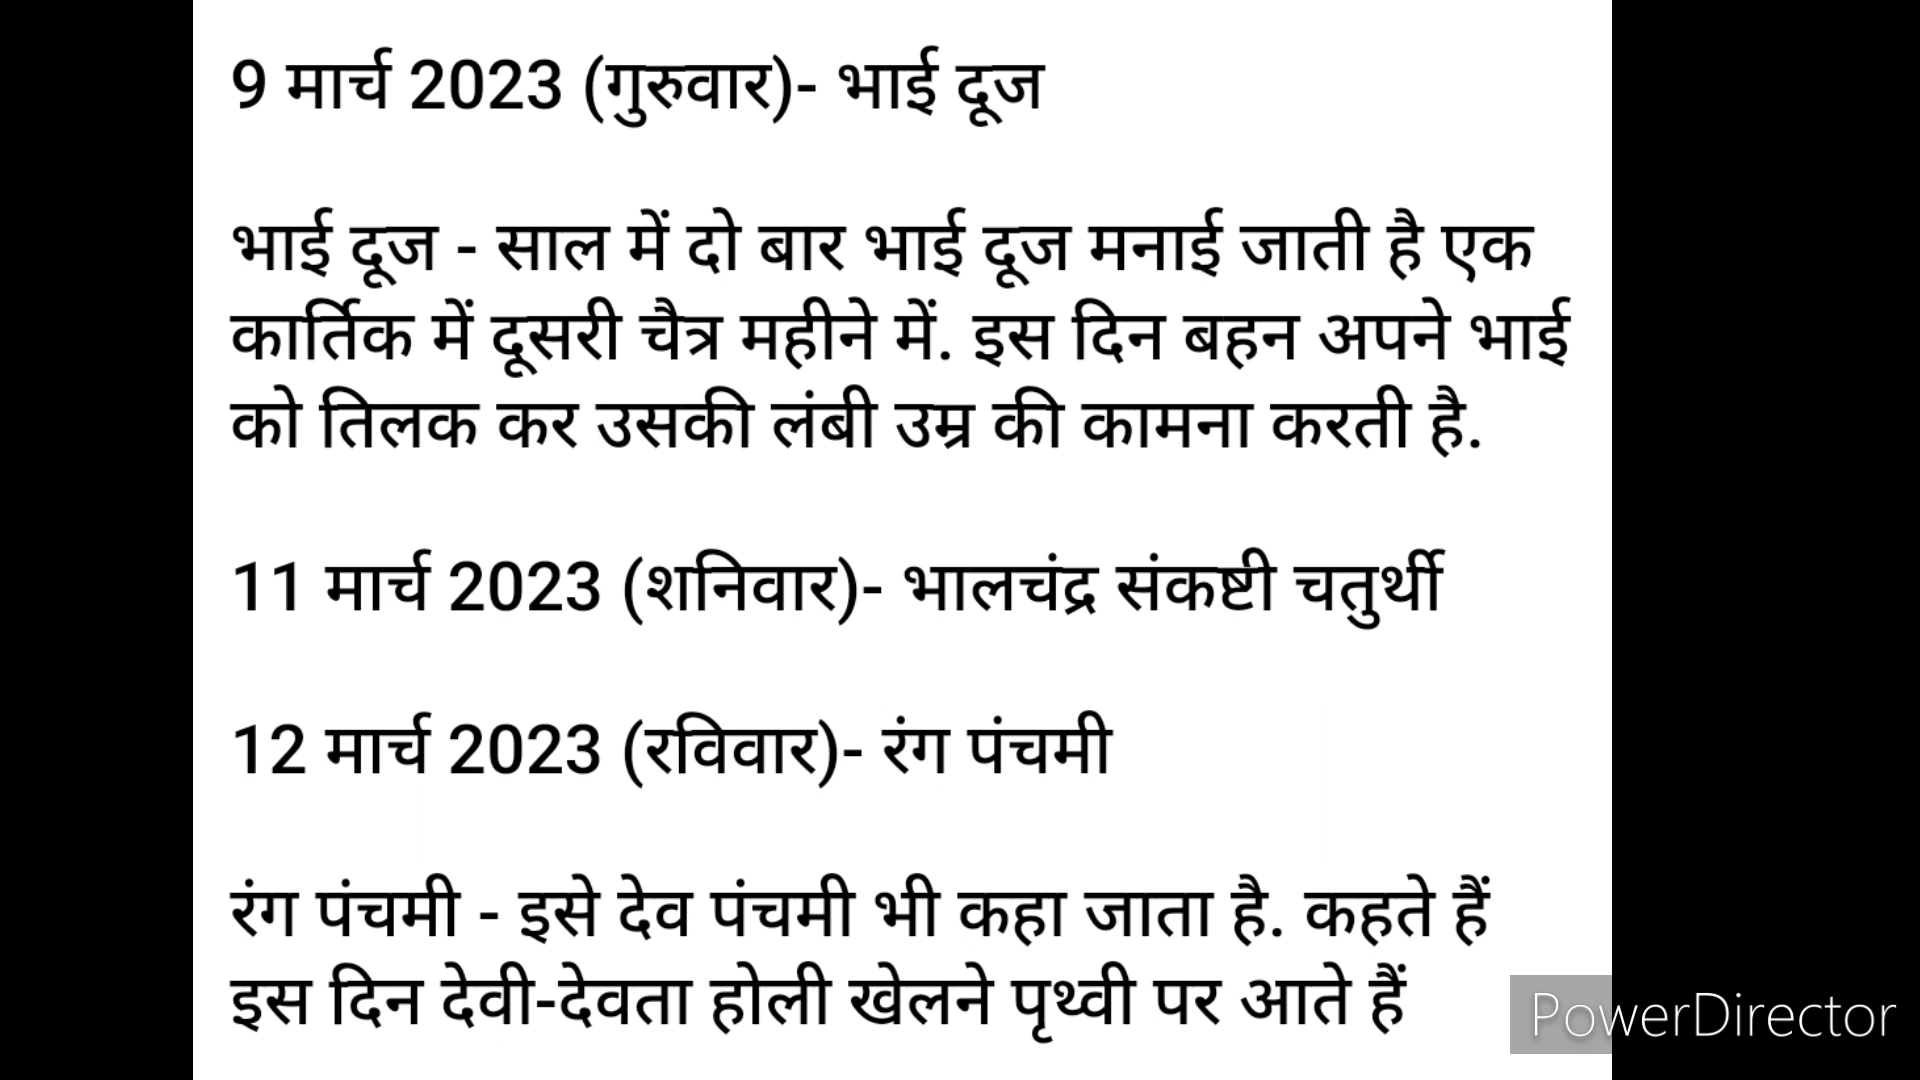 9 मार्च 2023 (गुरुवार)- भाई दूज
भाई दूज - साल में दो बार भाई दूज मनाई जाती है एक
कार्तिक में दूसरी चैत्र महीने में. इस दिन बहन अपने भाई
को तिलक कर उसकी लंबी उम्र की कामना करती है.
11 मार्च 2023 (शनिवार)- भालचंद्र संकष्टी चतुर्थी
12 मार्च 2023 (रविवार)- रंग पंचमी
रंग पंचमी - इसे देव पंचमी भी कहा जाता है. कहते हैं
इस दिन देवी-देवता होली खेलने पृथ्वी पर आते हैं
PowerDirector